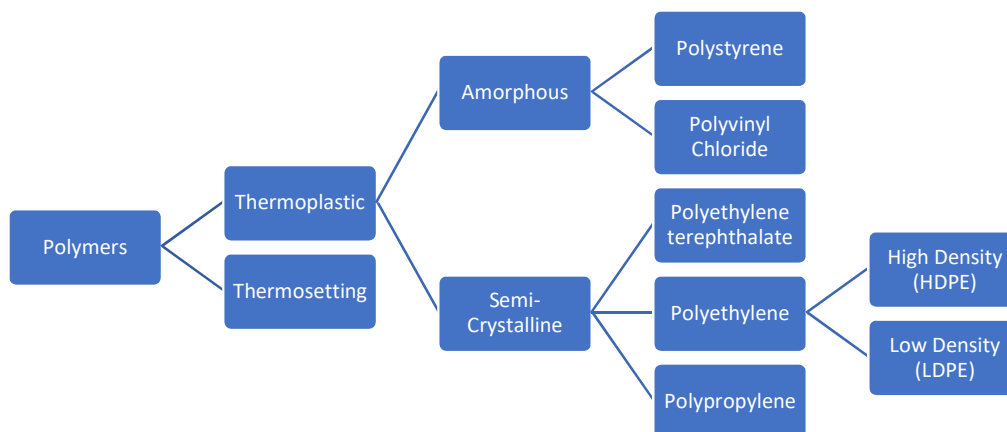 Polymers
Thermoplastic
Thermosetting
Amorphous
Semi-
Crystalline
Polystyrene
Polyvinyl
Chloride
Polyethylene
terephthalate
Polyethylene
Polypropylene
High Density
(HDPE)
Low Density
(LDPE)